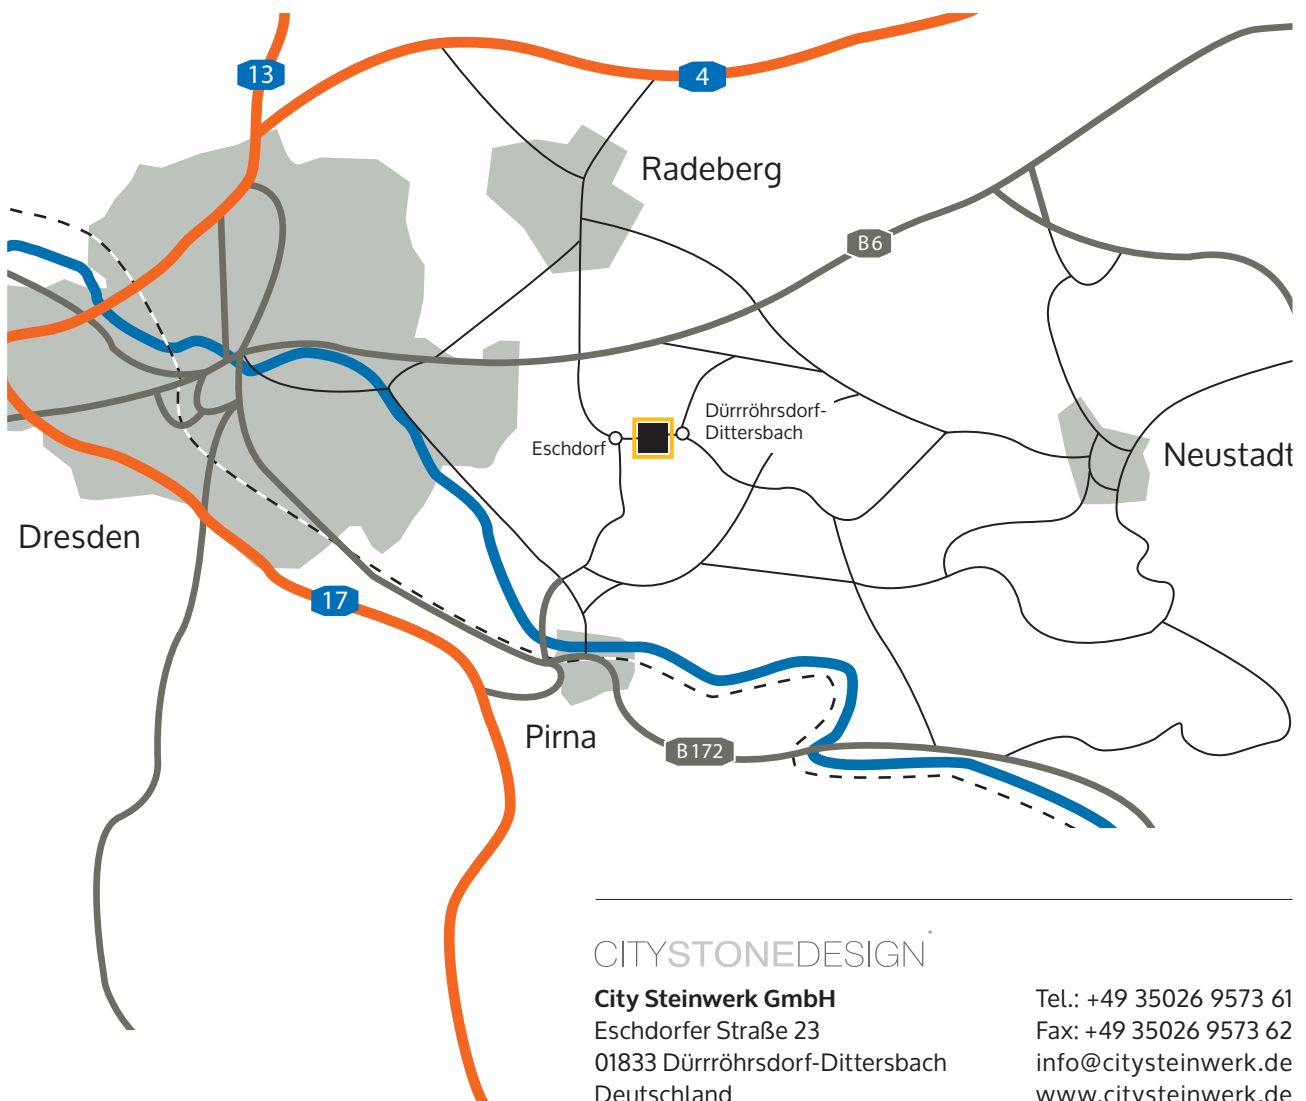 13
4
Radeberg
B6
Dürrröhrsdorf-
Dittersbach
Eschdorf
Neustadt
Dresden
17
Pirna
B172
CITYSTONEDESIGN
City Steinwerk GmbH
Eschdorfer Straße 23
01833 Dürrröhrsdorf-Dittersbach
Deutschland
Tel.: +49 35026 9573 61
Fax: +49 35026 9573 62
info@citysteinwerk.de
www.citysteinwerk.de